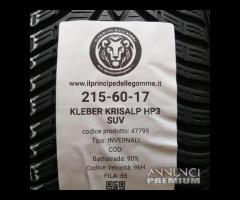 www.ilprincipedellegomme.it
215-60-17
KLEBER KRISALP HP3
SUV
codice prodotto: 47795
Tipo: INVERNALI
COD:
Battistrada: 90%
Codice Velocità: 96H
FILA: 55
ANNUNCI
PREMIUM